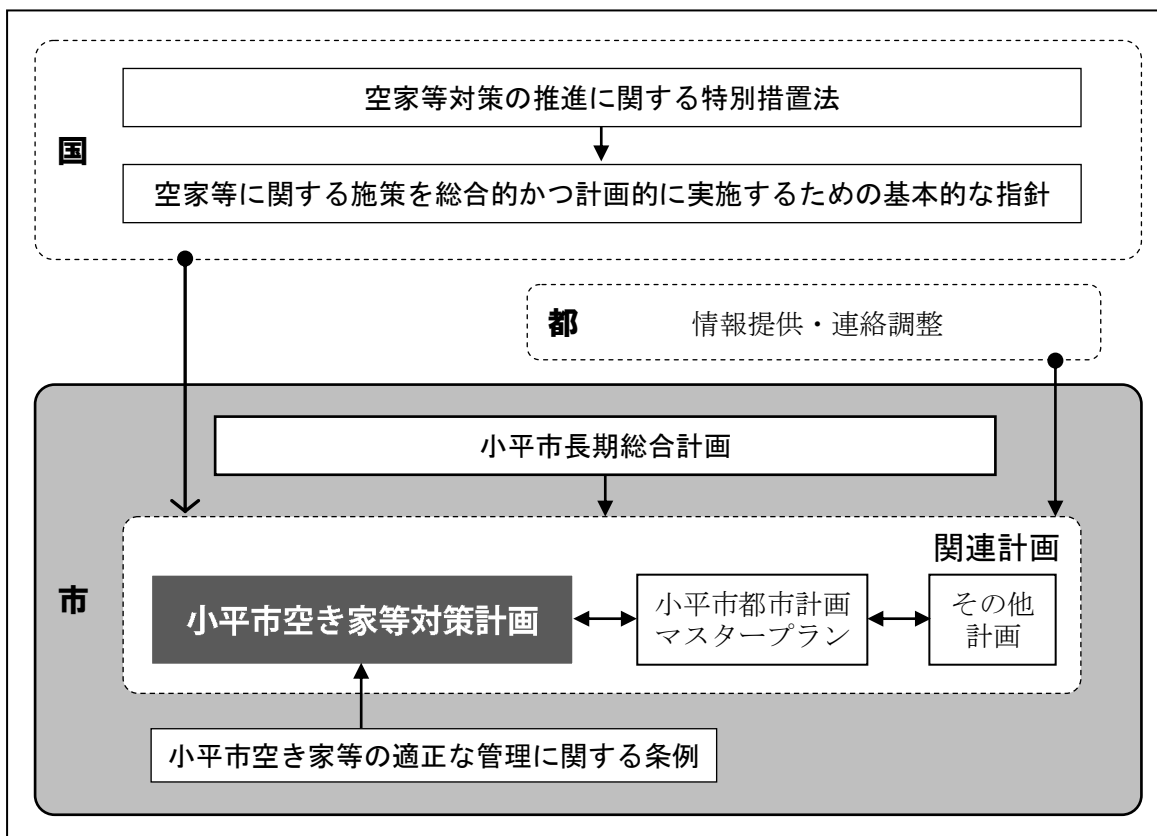 空家等対策の推進に関する特別措置法
国
空家等に関する施策を総合的かつ計画的に実施するための基本的な指針
都
情報提供・連絡調整
小平市長期総合計画
関連計画
市
小平市空き家等対策計画
小平市都市計画
マスタープラン
その他
計画
小平市空き家等の適正な管理に関する条例